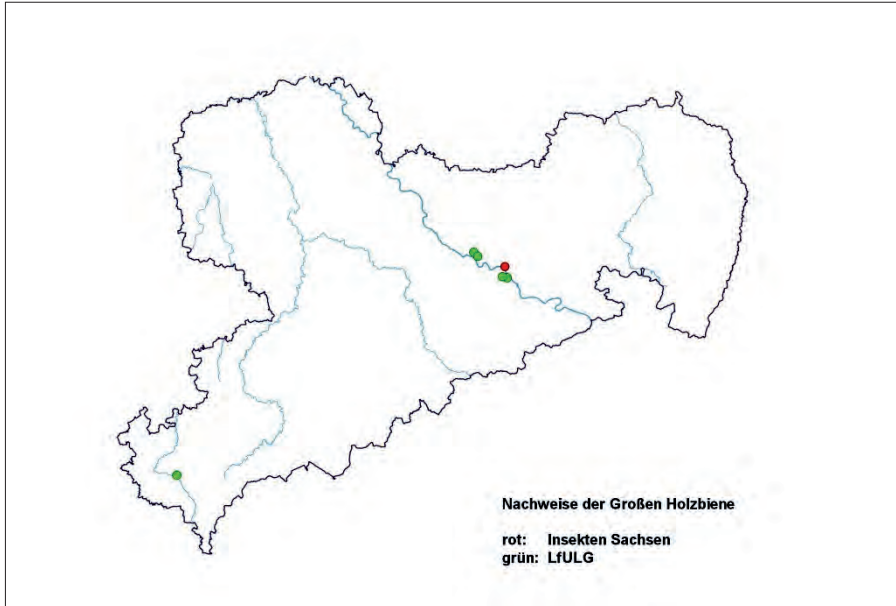 Nachweise der Großen Holzbiene
rot: Insekten Sachsen
grün: LfULG